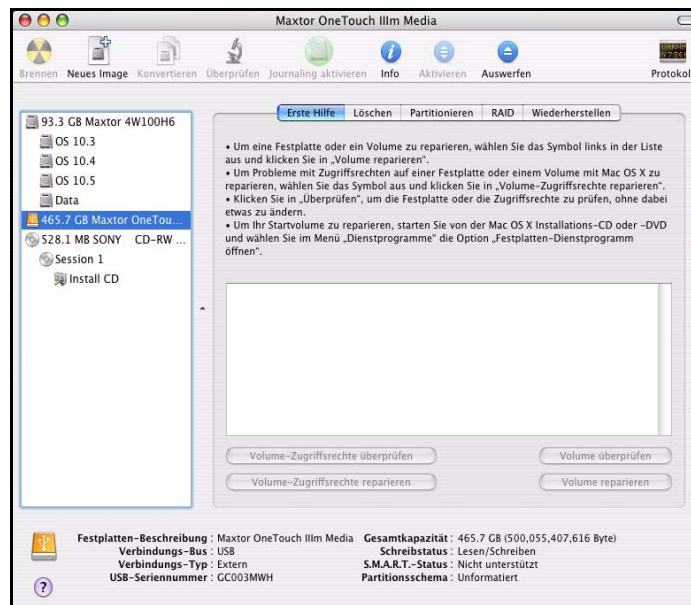 Maxtor OneTouch IIIm Media
Brennen Neues Image Konvertieren Überprüfen Journaling aktivieren Info Aktivieren Auswerfen Protokol
93.3 GB Maxtor 4W100H6
OS 10.3
OS 10.4
OS 10.5
Data
465.7 GB Maxtor OneTou...
528.1 MB SONY CD-RW ...
Session 1
Install CD
Erste Hilfe Löschen Partitionieren RAID Wiederherstellen
• Um eine Festplatte oder ein Volume zu reparieren, wählen Sie das Symbol links in der Liste
aus und klicken Sie in „Volume reparieren".
• Um Probleme mit Zugriffsrechten auf einer Festplatte oder einem Volume mit Mac OS X zu
reparieren, wählen Sie das Symbol aus und klicken Sie in „Volume-Zugriffsrechte reparieren".
• Klicken Sie in „Überprüfen", um die Festplatte oder die Zugriffsrechte zu prüfen, ohne dabei
etwas zu ändern.
• Um Ihr Startvolume zu reparieren, starten Sie von der Mac OS X Installations-CD oder -DVD
und wählen Sie im Menü „Dienstprogramme" die Option „Festplatten-Dienstprogramm
öffnen".
Volume-Zugriffsrechte überprüfen Volume überprüfen
Volume-Zugriffsrechte reparieren Volume reparieren
Festplatten-Beschreibung : Maxtor OneTouch IIIm Media Gesamtkapazität : 465.7 GB (500,055,407,616 Byte)
Verbindungs-Bus : USB Schreibstatus : Lesen/Schreiben
Verbindungs-Typ : Extern S.M.A.R.T.-Status : Nicht unterstützt
USB-Seriennummer : GC003MWH Partitionsschema : Unformatiert
?